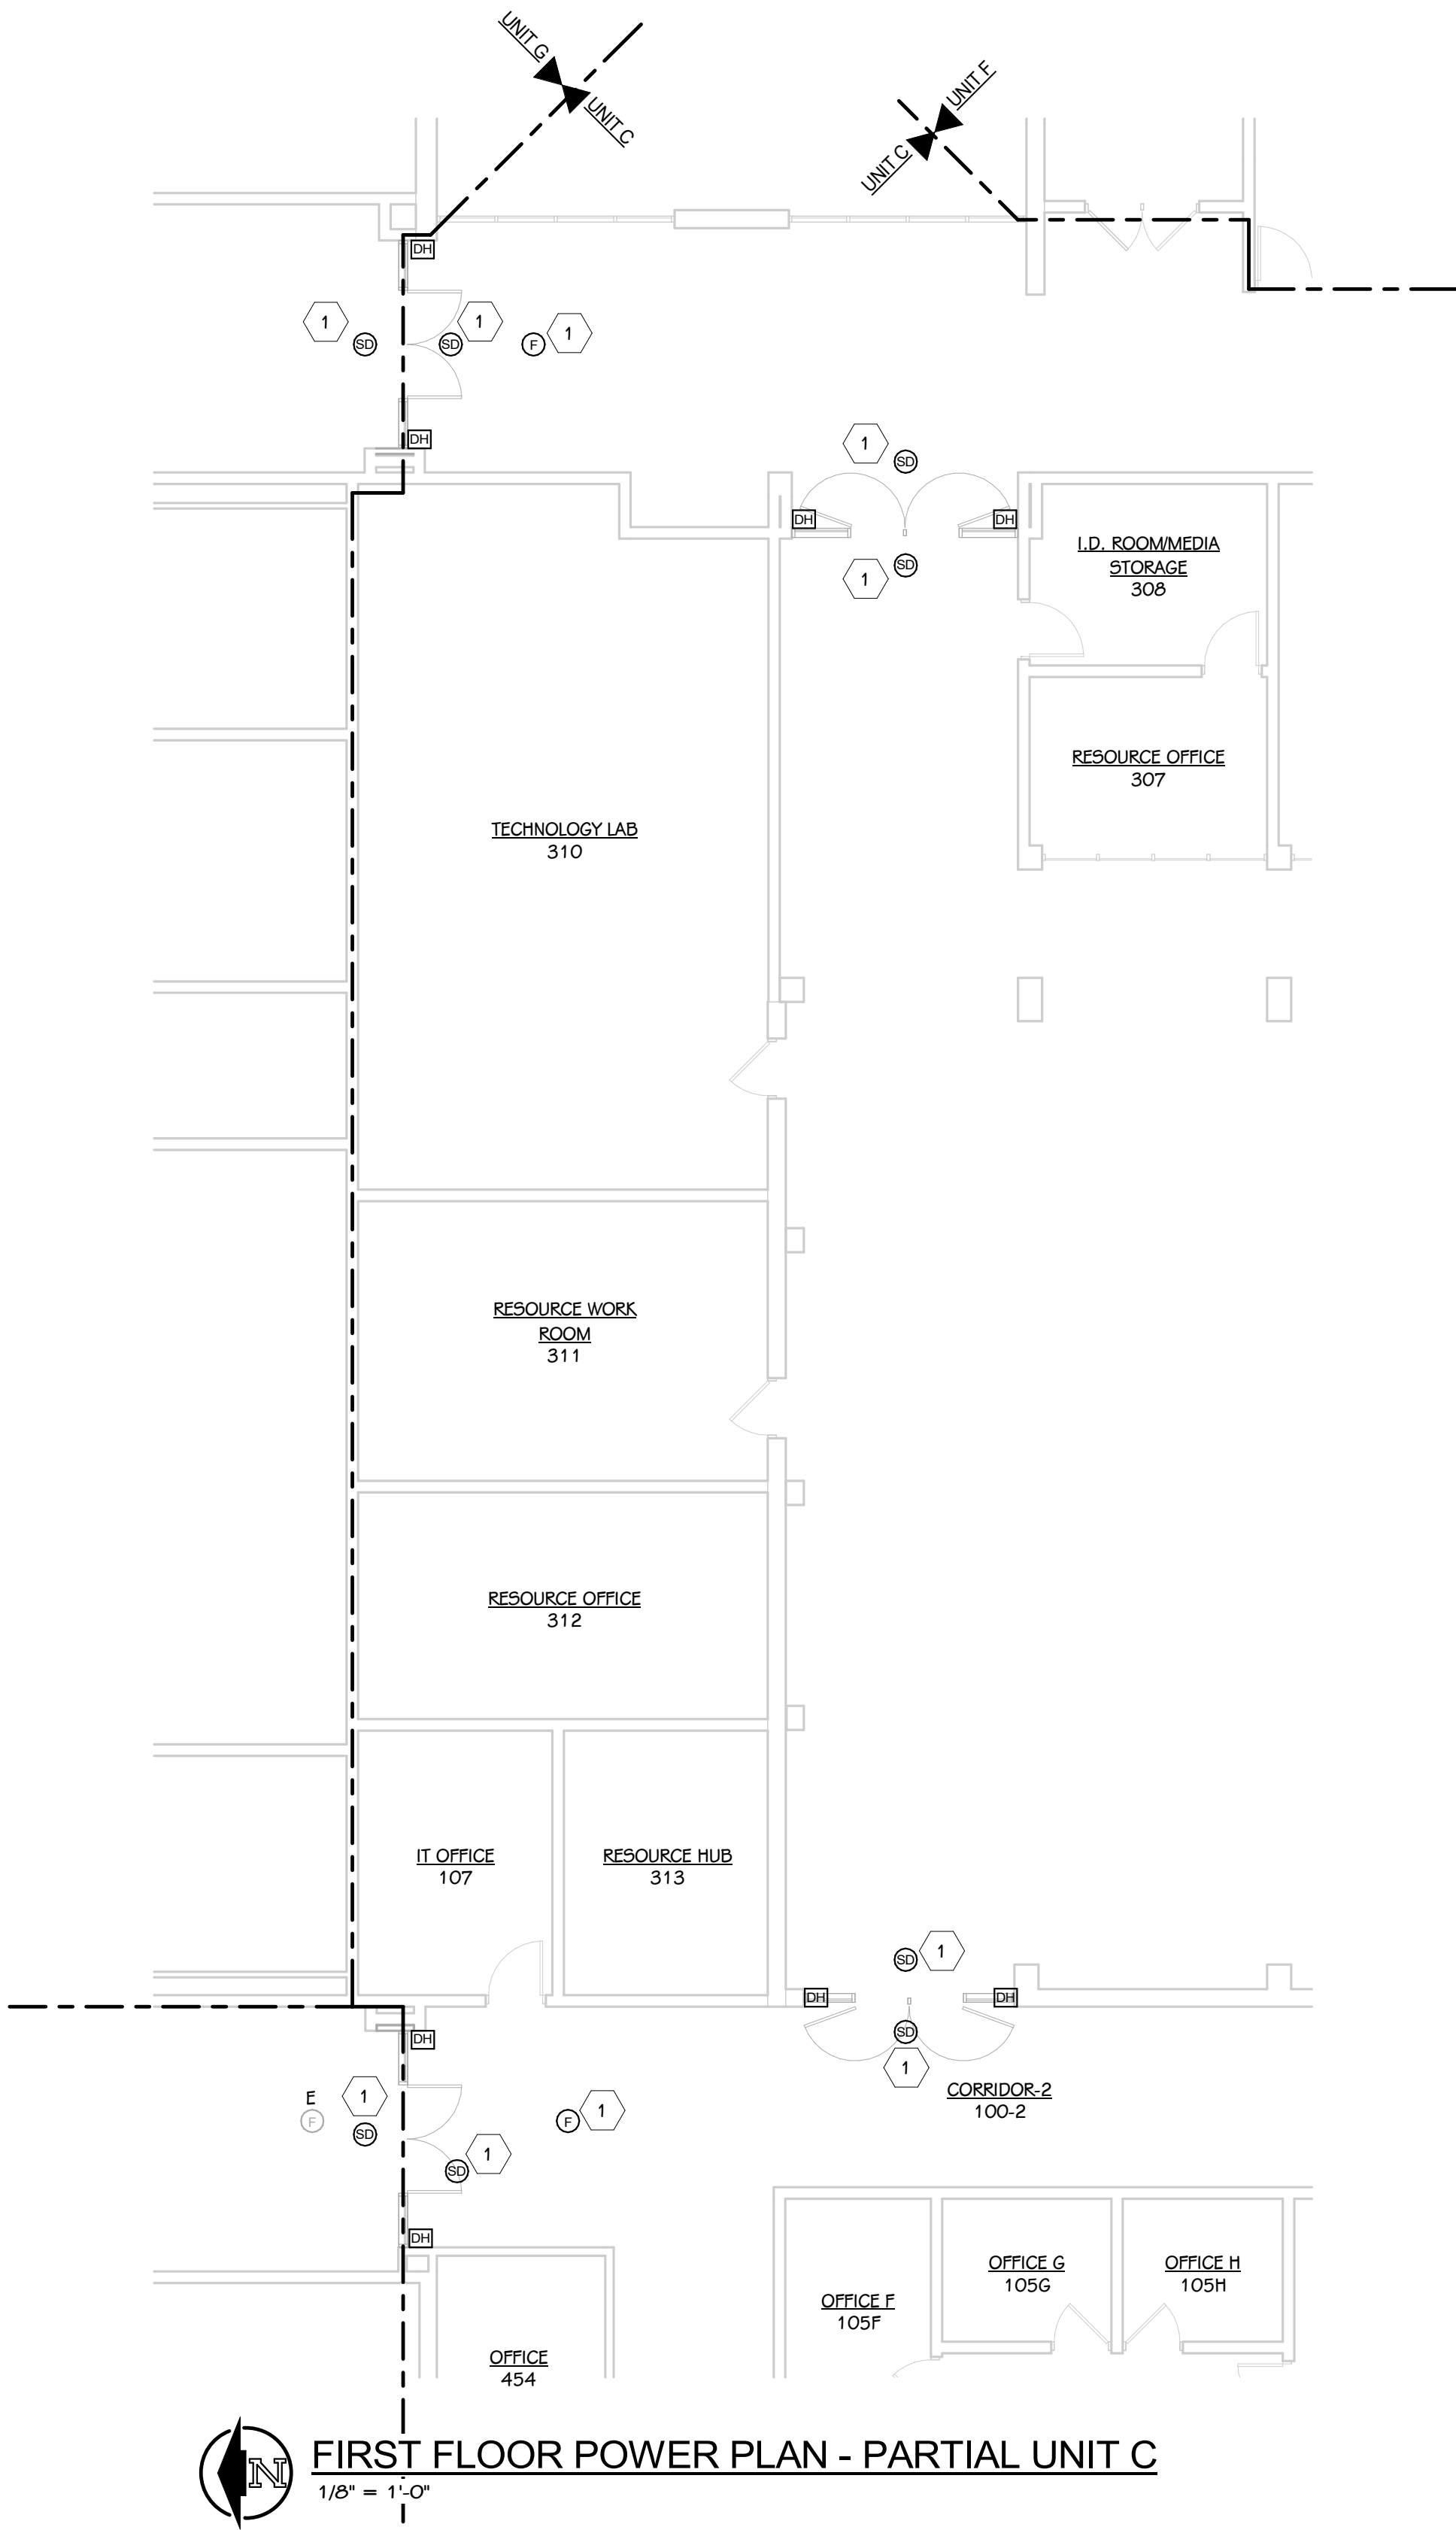 UNIT G
UNIT C
UNIT F
UNIT C
DH
1
1
1
SD
SD
F
DH
1
SD
DH
DH
SD
1
I.D. ROOM/MEDIA
STORAGE
308
RESOURCE OFFICE
307
TECHNOLOGY LAB
310
RESOURCE WORK
ROOM
311
RESOURCE OFFICE
312
IT OFFICE
107
RESOURCE HUB
313
SD
1
DH
DH
SD
1
DH
E
F
1
SD
F
1
1
SD
CORRIDOR-2
100-2
DH
OFFICE G
105G
OFFICE H
105H
OFFICE F
105F
OFFICE
454
N
FIRST FLOOR POWER PLAN - PARTIAL UNIT C
1/8" = 1'-0"